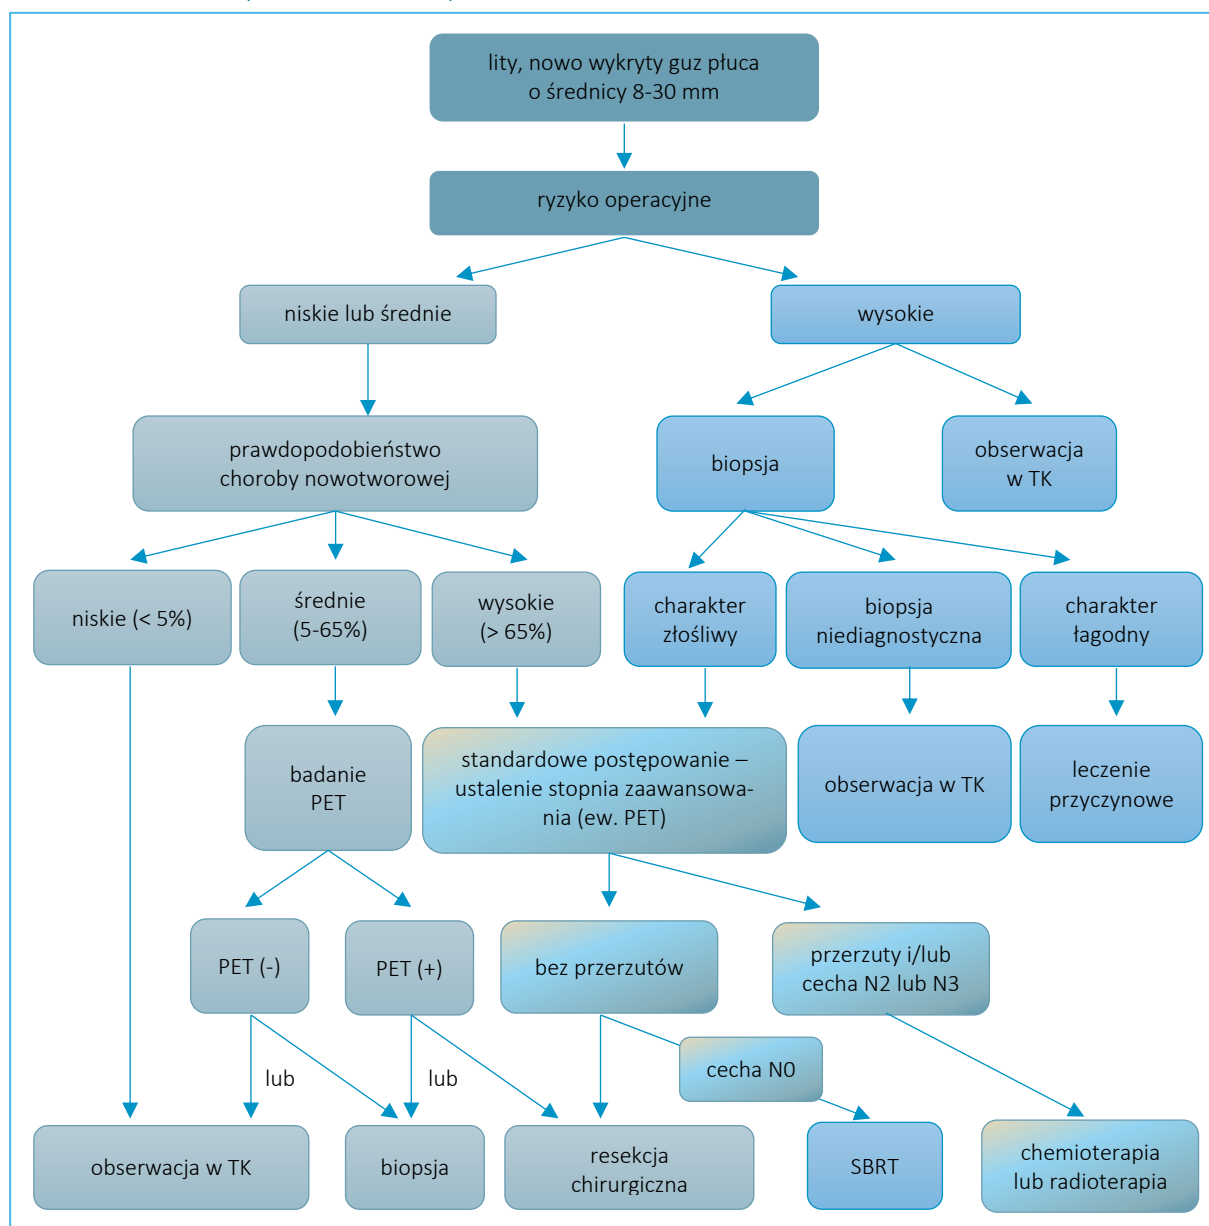 lity, nowo wykryty guz płuca
o średnicy 8-30 mm
ryzyko operacyjne
niskie lub średnie
wysokie
prawdopodobieństwo
choroby nowotworowej
biopsja
obserwacja
w TK
niskie (< 5%)
średnie
(5-65%)
wysokie
(> 65%)
charakter
złośliwy
biopsja
niediagnostyczna
charakter
łagodny
badanie
PET
standardowe postępowanie –
ustalenie stopnia zaawansowa-
nia (ew. PET)
obserwacja w TK
leczenie
przyczynowe
PET (-)
PET (+)
bez przerzutów
przerzuty i/lub
cecha N2 lub N3
lub
lub
cecha N0
obserwacja w TK
biopsja
resekcja
chirurgiczna
SBRT
chemioterapia
lub radioterapia